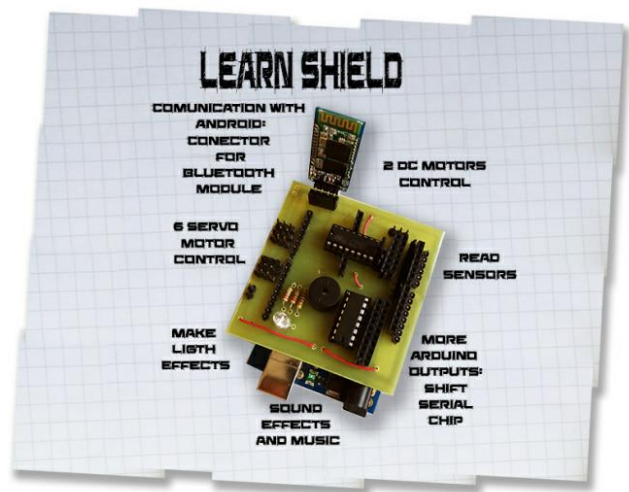 LEARN SHIELD
COMUNICATION WITH
ANDROID:
CONECTOR
FOR
BLUETOOTH
MODULE
2 DC MOTORS
CONTROL
6 SERVO
MOTOR
CONTROL
READ
SENSORS
MAKE
LIGTH
EFFECTS
MORE
ARDUINO
OUTPUTS:
SHIFT
SERIAL
CHIP
SOUND
EFFECTS
AND MUSIC